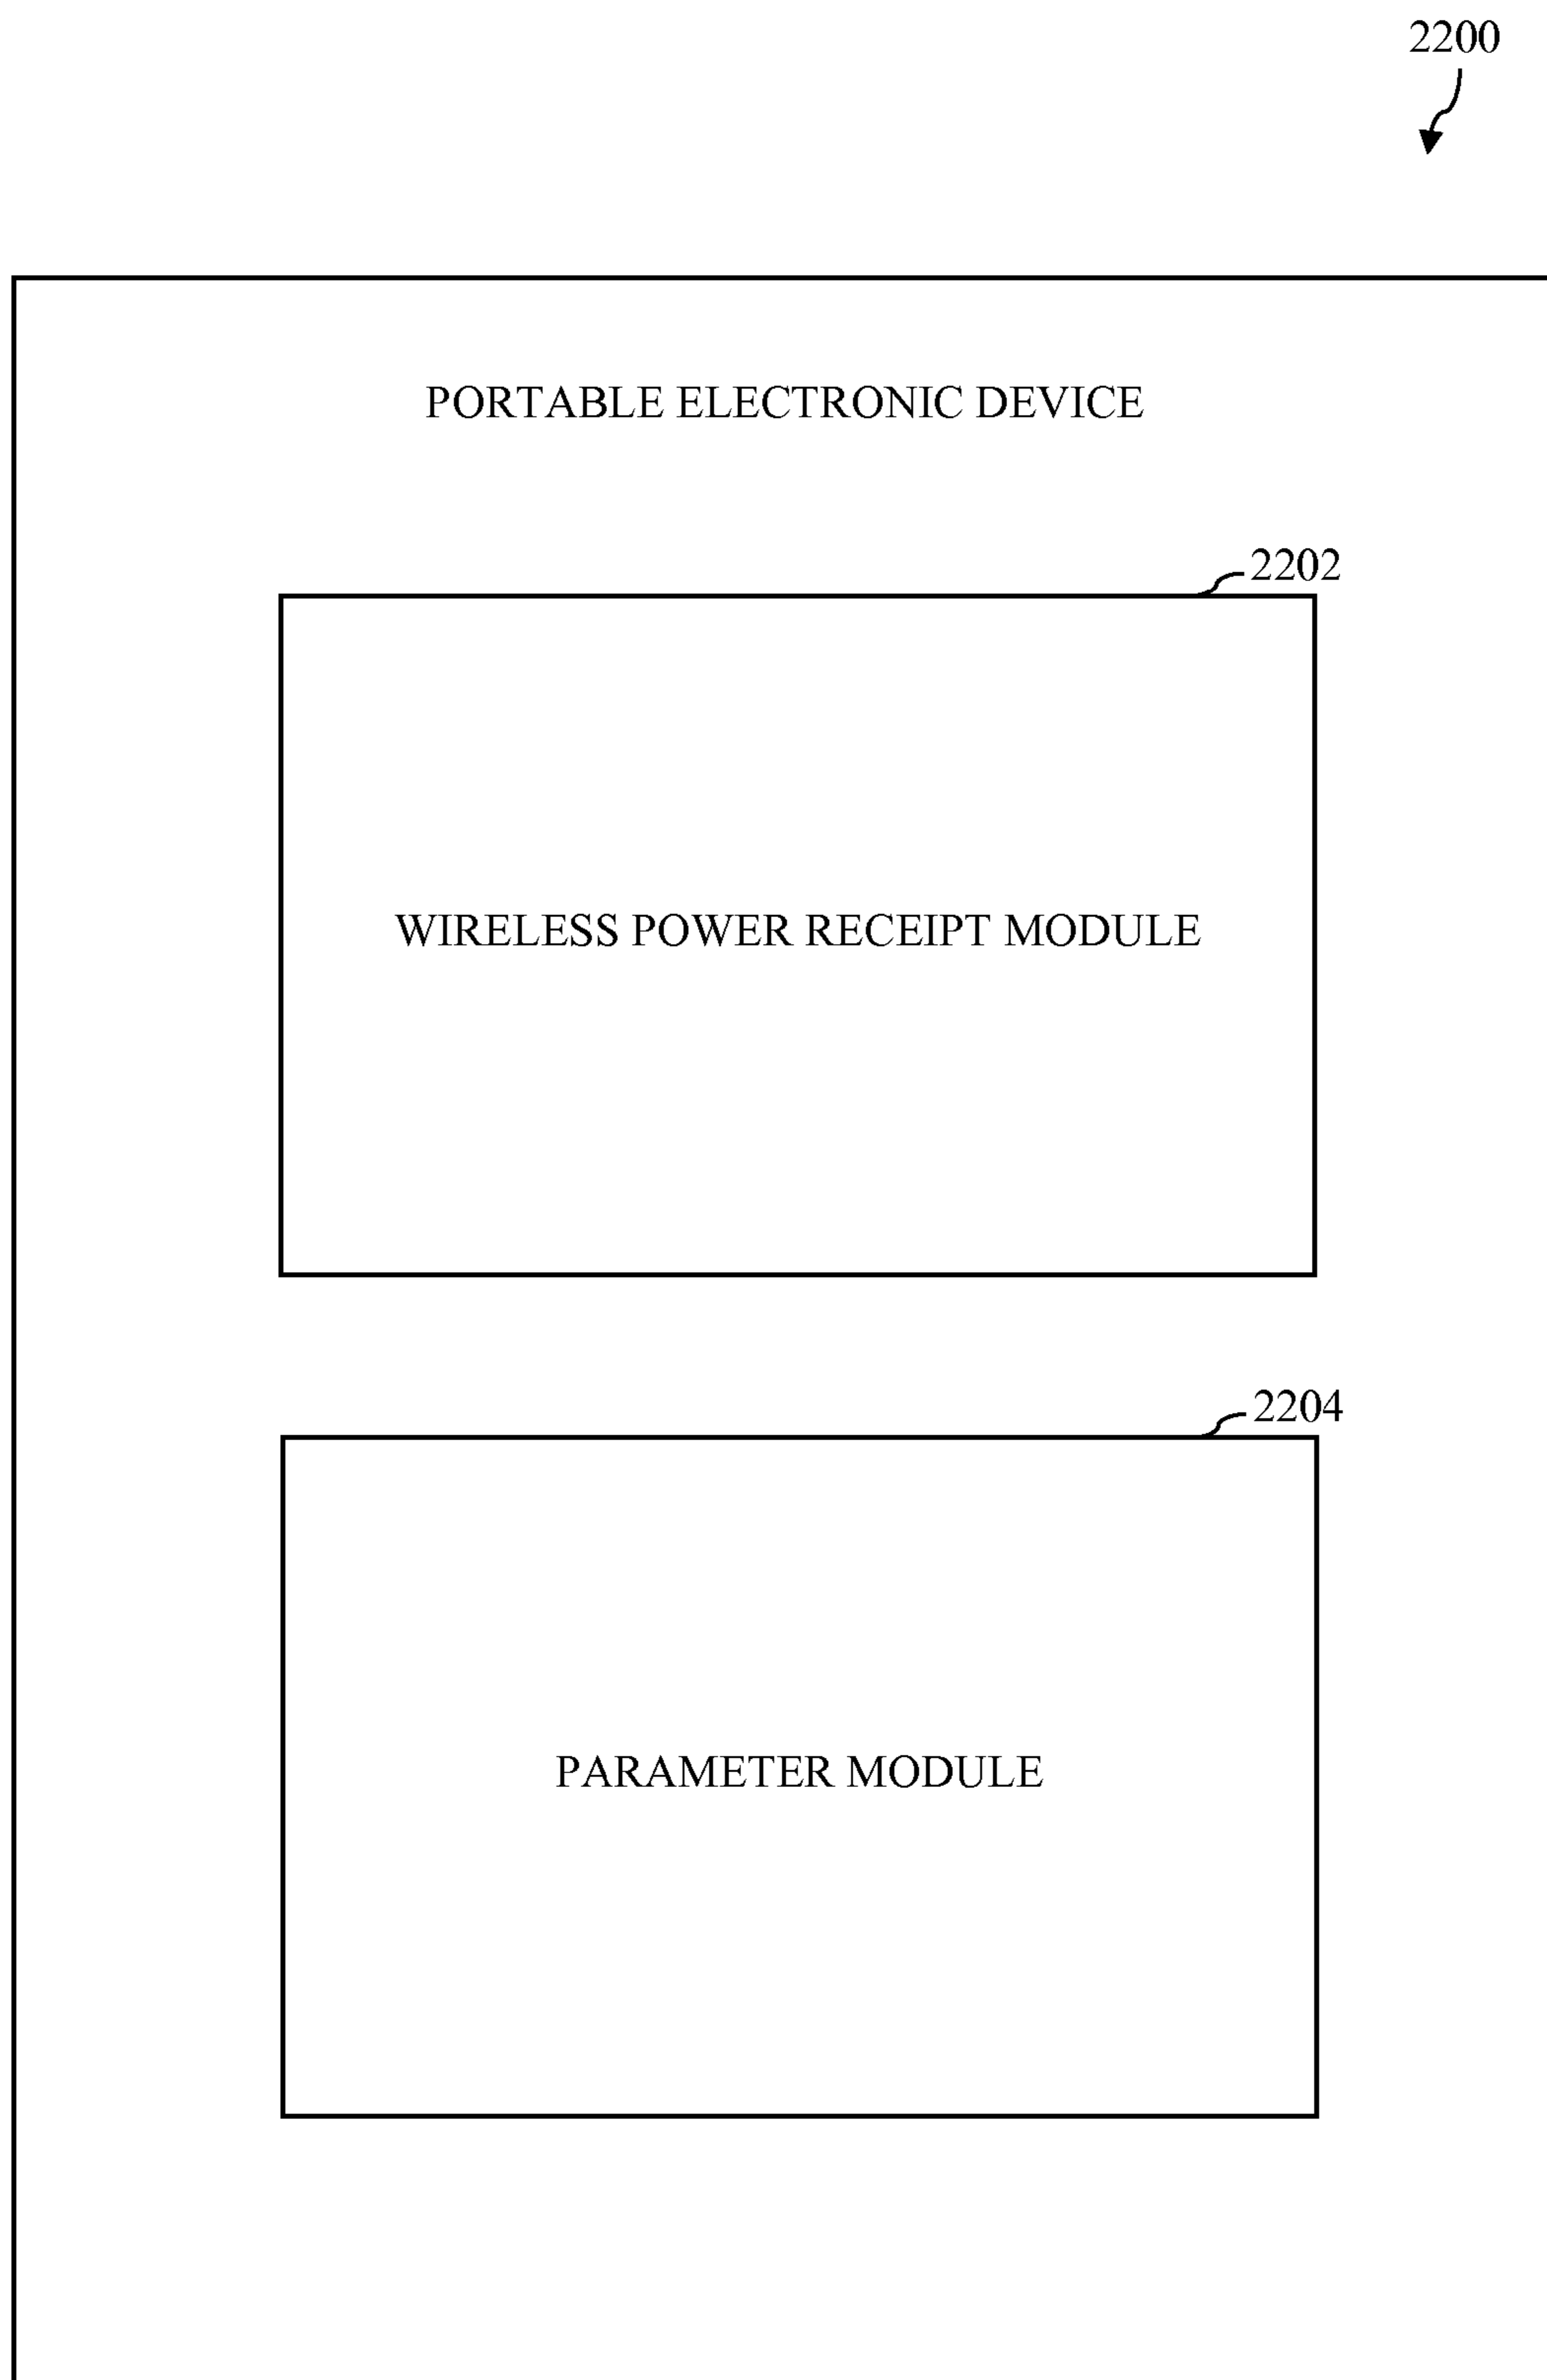 2200
PORTABLE ELECTRONIC DEVICE
2202
WIRELESS POWER RECEIPT MODULE
2204
PARAMETER MODULE